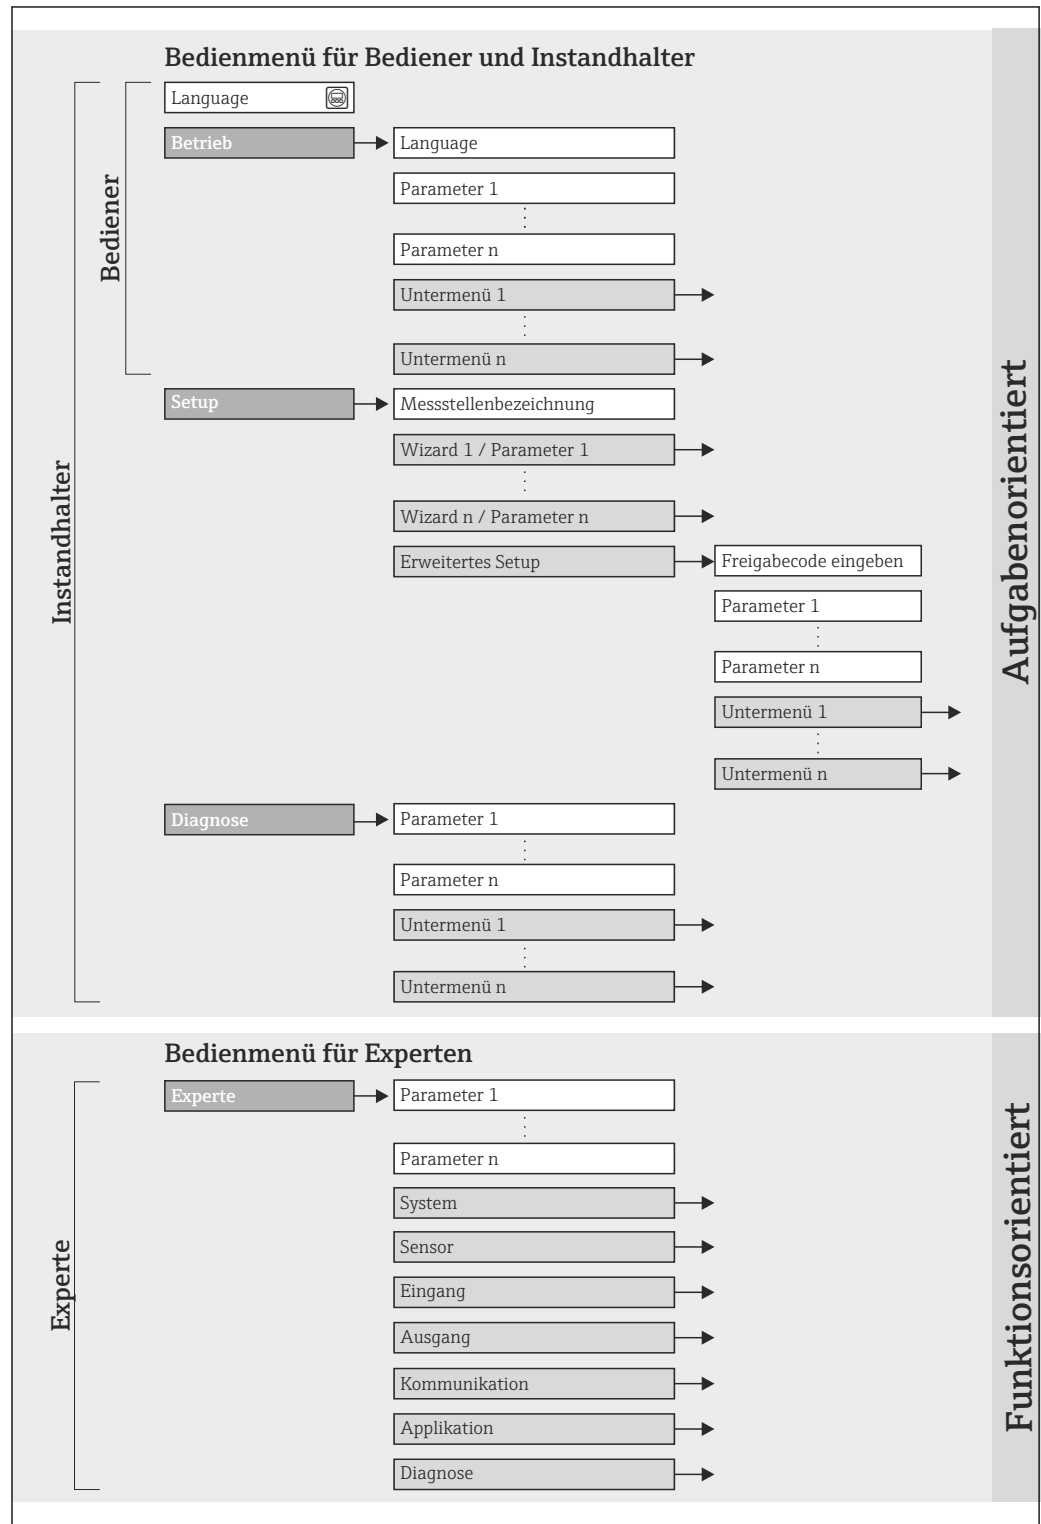 Bedienmenü für Bediener und Instandhalter
Language
Betrieb
Language
Parameter 1
Parameter n
Untermenü 1
Untermenü n
Setup
Messstellenbezeichnung
Wizard 1 / Parameter 1
Wizard n / Parameter n
Erweitertes Setup
Freigabecode eingeben
Parameter 1
Parameter n
Untermenü 1
Untermenü n
Diagnose
Parameter 1
Parameter n
Untermenü 1
Untermenü n
Bediener
Instandhalter
Aufgabenorientiert
Bedienmenü für Experten
Experte
Parameter 1
Parameter n
System
Sensor
Eingang
Ausgang
Kommunikation
Applikation
Diagnose
Experte
Funktionsorientiert